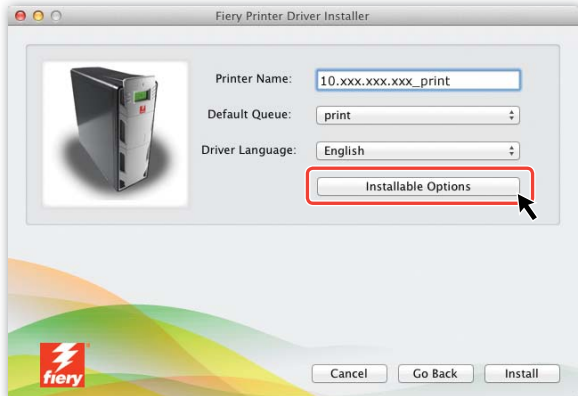 Fiery Printer Driver Installer
Printer Name: 10.xxx.xxx.xxx_print
Default Queue: print
Driver Language: English
Installable Options
fiery
Cancel Go Back Install